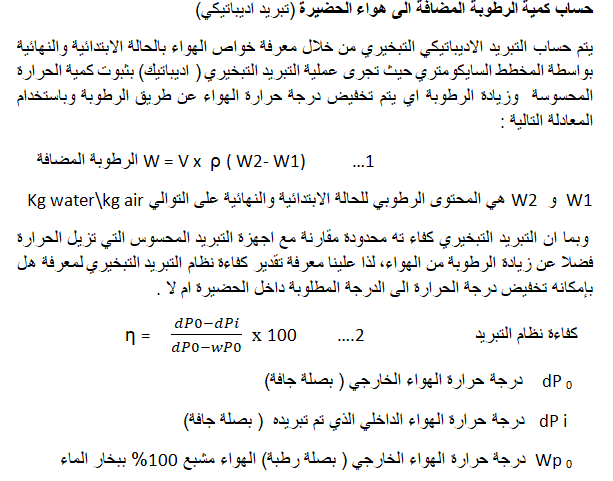 حساب كمية الرطوبة المضافة الى هواء الحضيرة (تبريد اديباتيكي)
يتم حساب التبريد الاديباتيكي التبخيري من خلال معرفة خواص الهواء بالحالة الابتدائية والنهائية
بواسطة المخطط السايكومتري حيث تجرى عملية التبريد التبخيري ( اديباتيك) بثبوت كمية الحرارة
المحسوسة وزيادة الرطوبة اي يتم تخفيض درجة حرارة الهواء عن طريق الرطوبة وباستخدام
المعادلة التالية :
الرطوبة المضافة W = V x ρ ( W2- W1) ...1
W1 و W2 هي المحتوى الرطوبي للحالة الابتدائية والنهائية على التوالي Kg water\kg air
وبما ان التبريد التبخيري كفاء ته محدودة مقارنة مع اجهزة التبريد المحسوس التي تزيل الحرارة
فضلا عن زيادة الرطوبة من الهواء، لذا علينا معرفة تقدير كفاءة نظام التبريد التبخيري لمعرفة هل
بإمكانه تخفيض درجة الحرارة الى الدرجة المطلوبة داخل الحضيرة ام لا .
كفاءة نظام التبريد η = (dP0−dPi)/(dP0−wP0) x 100 ....2
dP 0 درجة حرارة الهواء الخارجي ( بصلة جافة)
dP i درجة حرارة الهواء الداخلي الذي تم تبريده ( بصلة جافة)
Wp 0 درجة حرارة الهواء الخارجي ( بصلة رطبة) الهواء مشبع 100% ببخار الماء